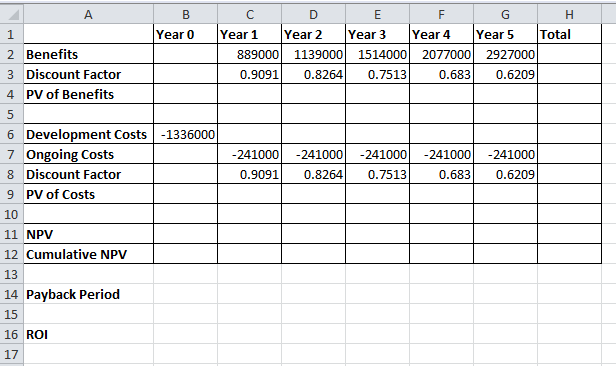 A B C D E F G H
1 Year 0 Year 1 Year 2 Year 3 Year 4 Year 5 Total
2 Benefits 889000 1139000 1514000 2077000 2927000
3 Discount Factor 0.9091 0.8264 0.7513 0.683 0.6209
4 PV of Benefits
5
6 Development Costs -1336000
7 Ongoing Costs -241000 -241000 -241000 -241000 -241000
8 Discount Factor 0.9091 0.8264 0.7513 0.683 0.6209
9 PV of Costs
10
11 NPV
12 Cumulative NPV
13
14 Payback Period
15
16 ROI
17